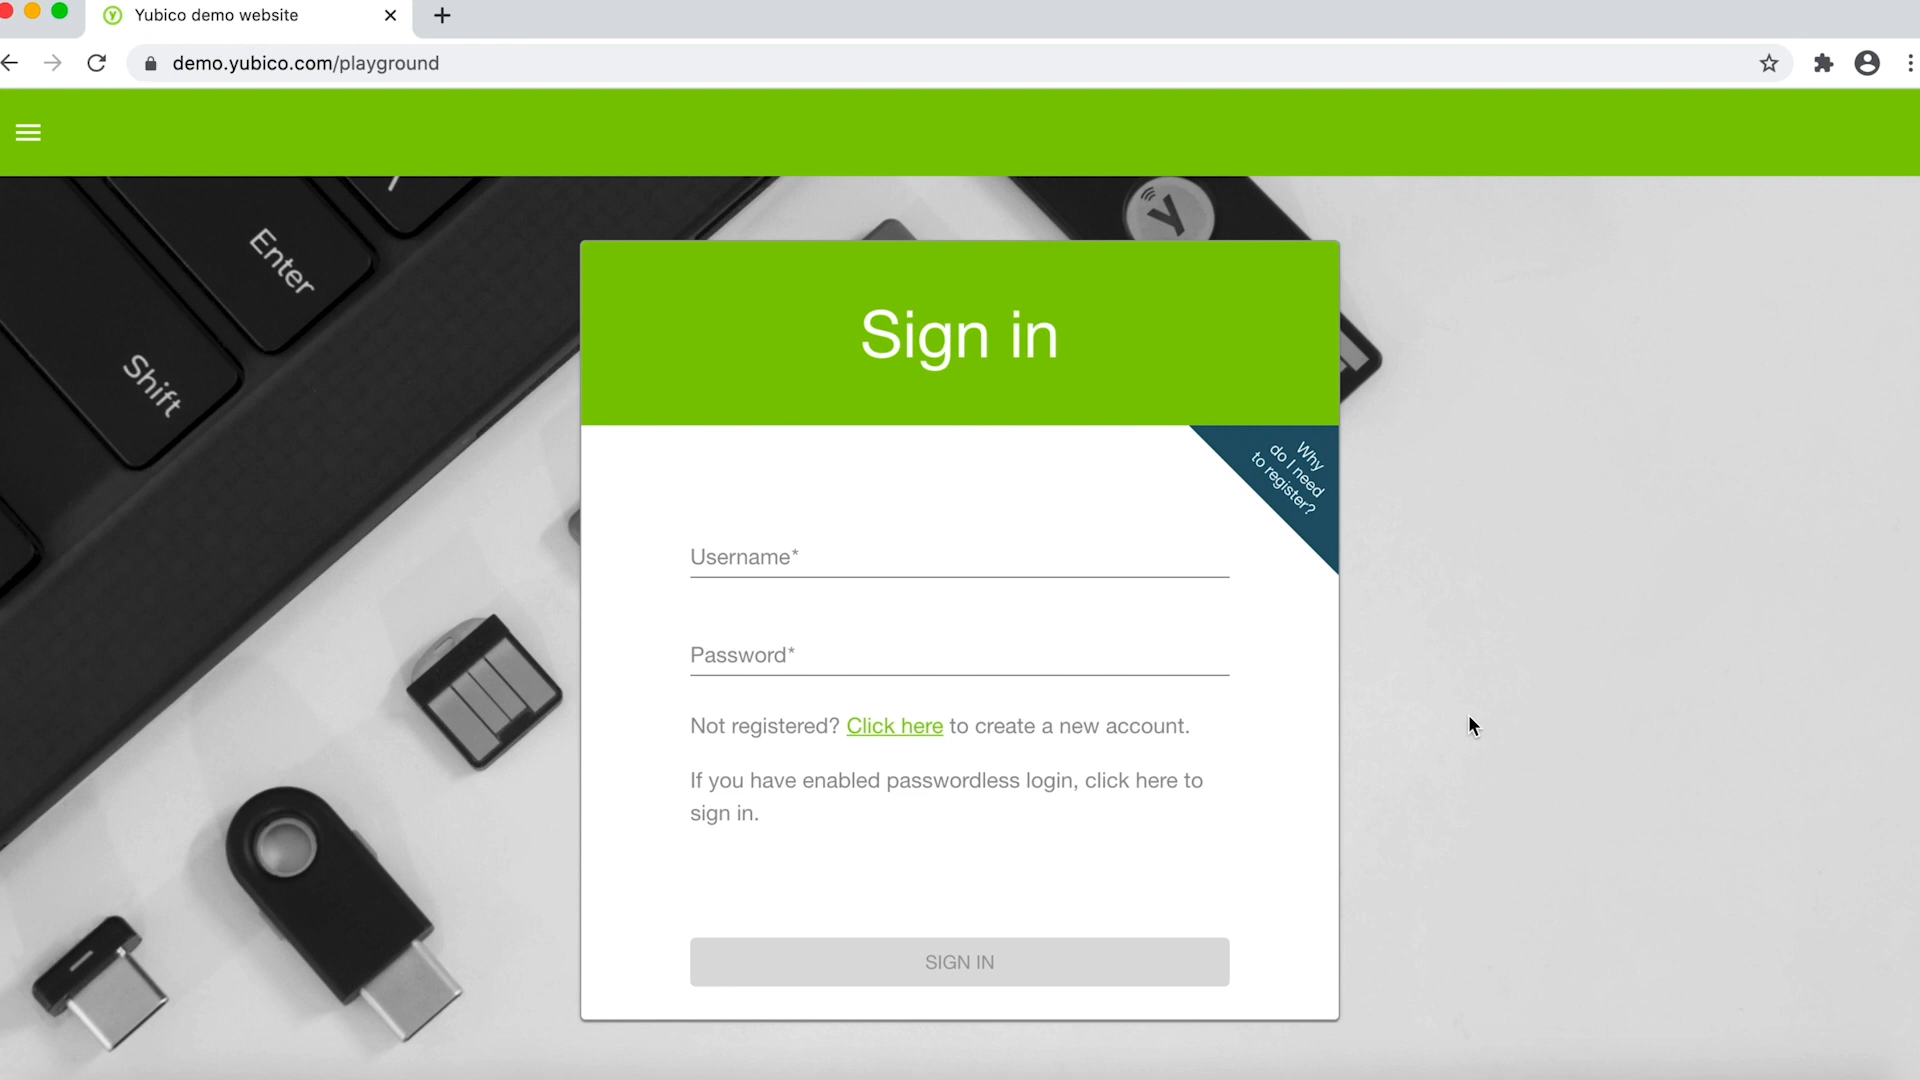 Yubico demo website
demo.yubico.com/playground
Enter
Shift
Sign in
Why
do I need
to register?
Username*
Password*
Not registered? Click here to create a new account.
If you have enabled passwordless login, click here to
sign in.
SIGN IN